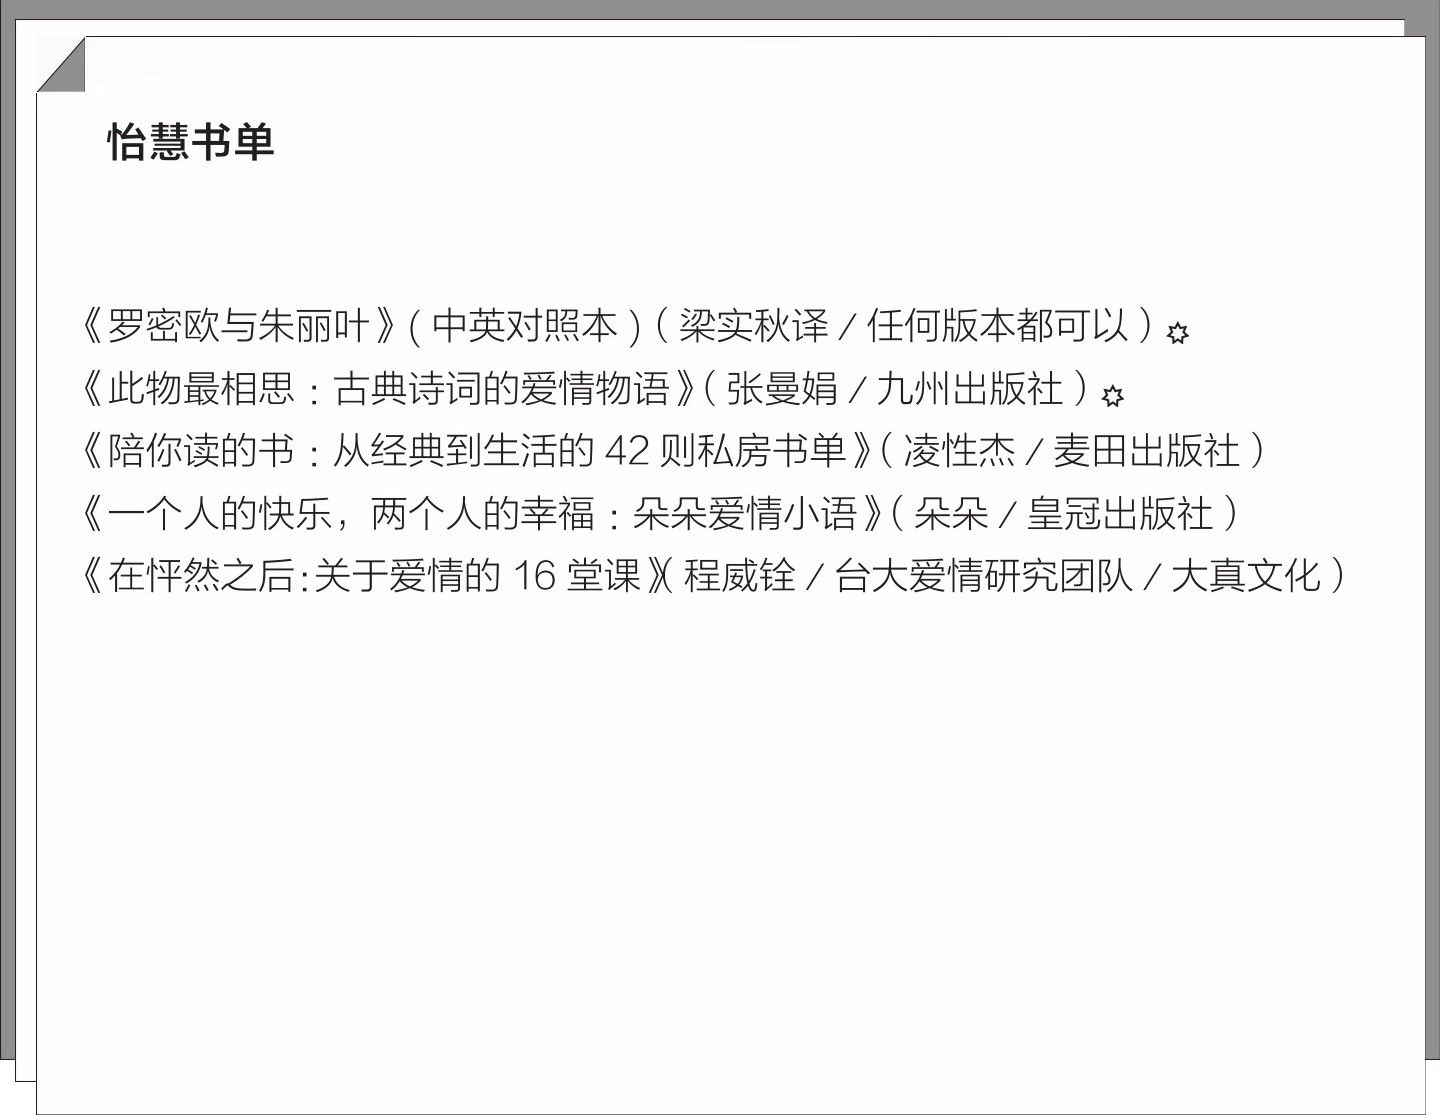 怡慧书单
《罗密欧与朱丽叶》(中英对照本)（梁实秋译/任何版本都可以）
《此物最相思：古典诗词的爱情物语》（张曼娟/九州出版社）
《陪你读的书：从经典到生活的 42 则私房书单》（凌性杰/麦田出版社）
《一个人的快乐，两个人的幸福：朵朵爱情小语》（朵朵/皇冠出版社）
《在怦然之后:关于爱情的 16 堂课》（程威铨/台大爱情研究团队/大真文化）